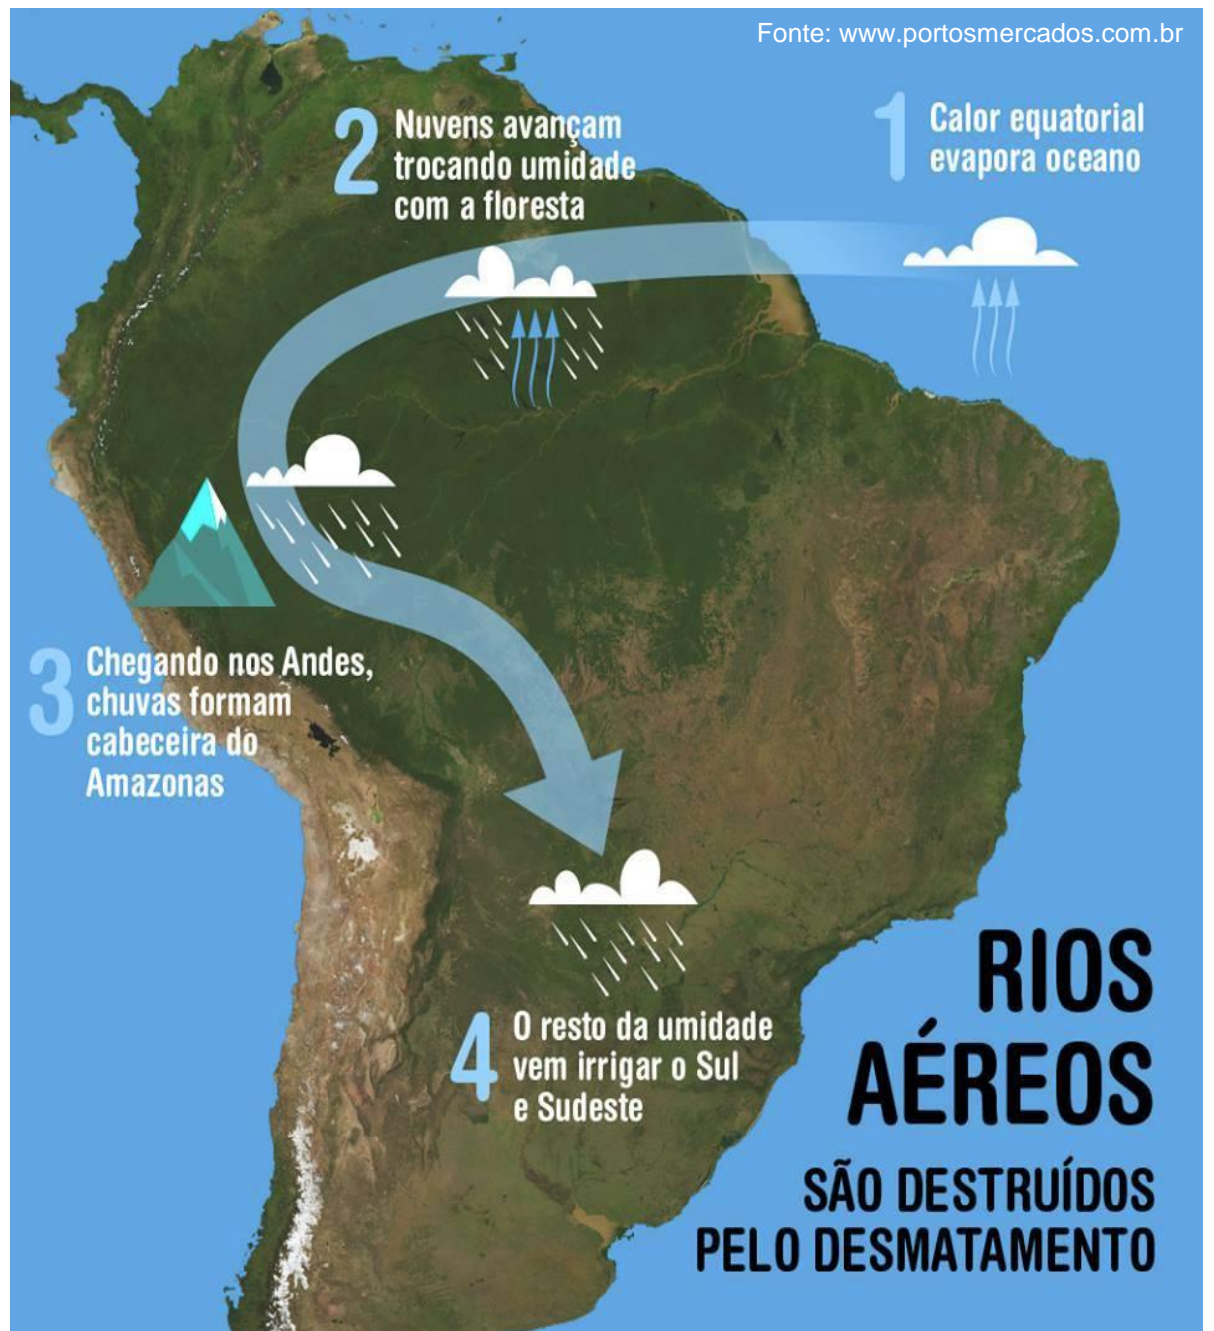 Fonte: www.portosmercados.com.br
1
Calor equatorial
evapora oceano
2
Nuvens avançam
trocando umidade
com a floresta
3
Chegando nos Andes,
chuvas formam
cabeceira do
Amazonas
4
O resto da umidade
vem irrigar o Sul
e Sudeste
RIOS
AÉREOS
SÃO DESTRUÍDOS
PELO DESMATAMENTO